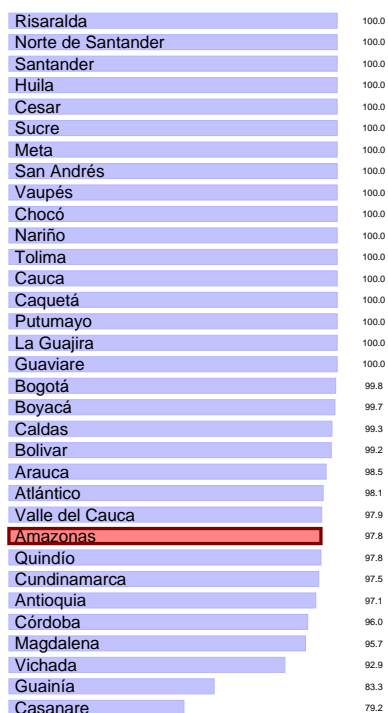 Risaralda 100.0
Norte de Santander 100.0
Santander 100.0
Huila 100.0
Cesar 100.0
Sucre 100.0
Meta 100.0
San Andrés 100.0
Vaupés 100.0
Chocó 100.0
Nariño 100.0
Tolima 100.0
Cauca 100.0
Caquetá 100.0
Putumayo 100.0
La Guajira 100.0
Guaviare 100.0
Bogotá 99.8
Boyacá 99.7
Caldas 99.3
Bolivar 99.2
Arauca 98.5
Atlántico 98.1
Valle del Cauca 97.9
Amazonas 97.8
Quindío 97.8
Cundinamarca 97.5
Antioquia 97.1
Córdoba 96.0
Magdalena 95.7
Vichada 92.9
Guainía 83.3
Casanare 79.2